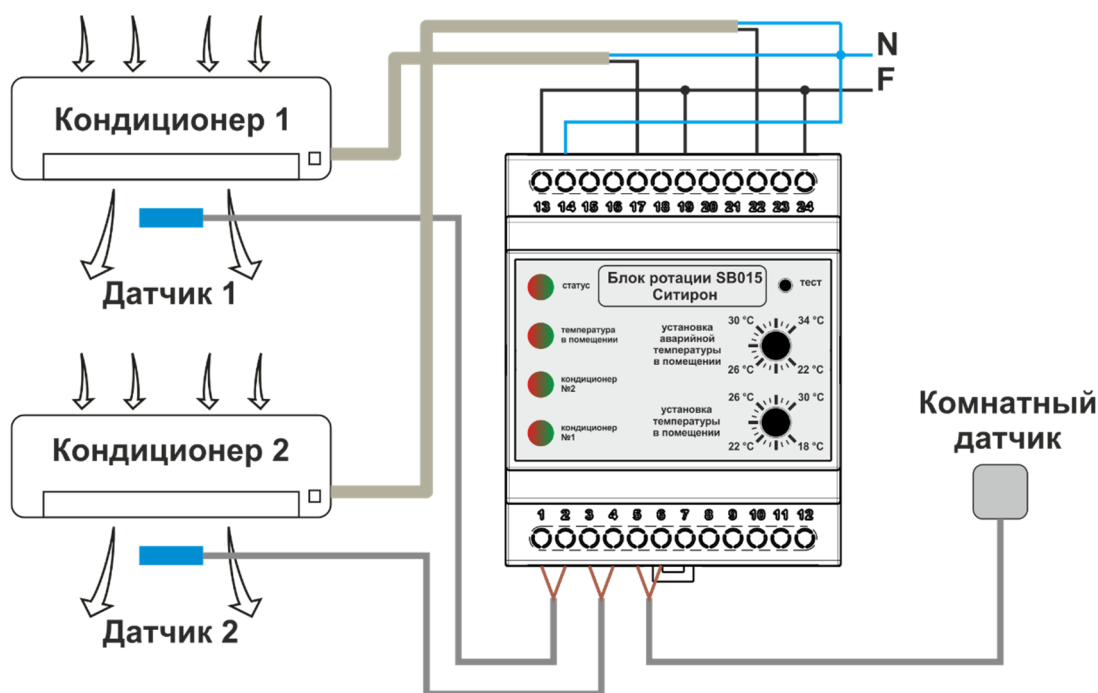 Кондиционер 1
Датчик 1
Кондиционер 2
Датчик 2
N
F
13 14 15 16 17 18 19 20 21 22 23 24
статус
Блок ротации SB015
Ситирон
тест
температура
в помещении
установка
аварийной
температуры
в помещении
30 °C 34 °C
26 °C 22 °C
кондиционер
№2
установка
температуры
в помещении
26 °C 30 °C
22 °C 18 °C
кондиционер
№1
1 2 3 4 5 6 7 8 9 10 11 12
Комнатный
датчик